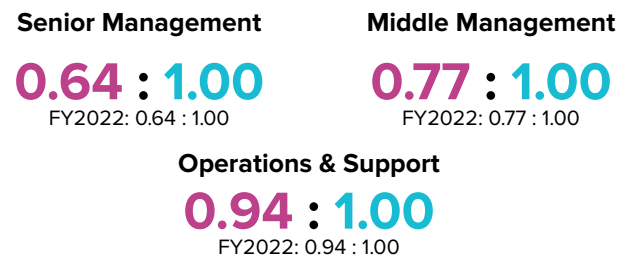 Senior Management
0.64 : 1.00
FY2022: 0.64 : 1.00
Middle Management
0.77 : 1.00
FY2022: 0.77 : 1.00
Operations & Support
0.94 : 1.00
FY2022: 0.94 : 1.00